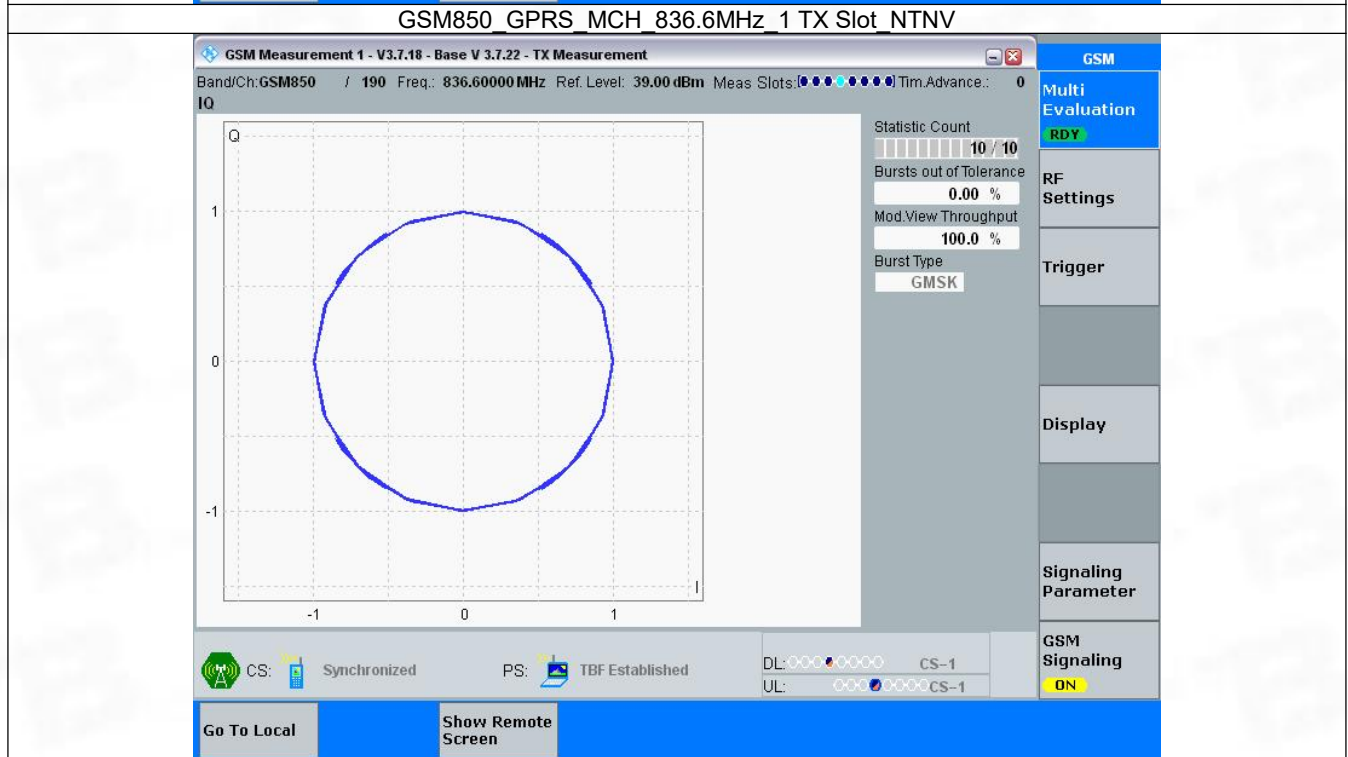 GSM850_GPRS_MCH_836.6MHz_1 TX Slot_NTNV
GSM Measurement 1 - V3.7.18 - Base V 3.7.22 - TX Measurement
GSM
Band/Ch:GSM850 / 190 Freq.: 836.60000 MHz Ref. Level: 39.00 dBm Meas Slots: Tim.Advance.: 0
IQ
Multi
Evaluation
RDY
Q
1
0
-1
I
-1 0 1
Statistic Count
10 / 10
Bursts out of Tolerance
0.00 %
Mod.View Throughput
100.0 %
Burst Type
GMSK
RF
Settings
Trigger
Display
Signaling
Parameter
GSM
Signaling
ON
CS: Synchronized PS: TBF Established DL: CS-1
UL: CS-1
Go To Local
Show Remote
Screen